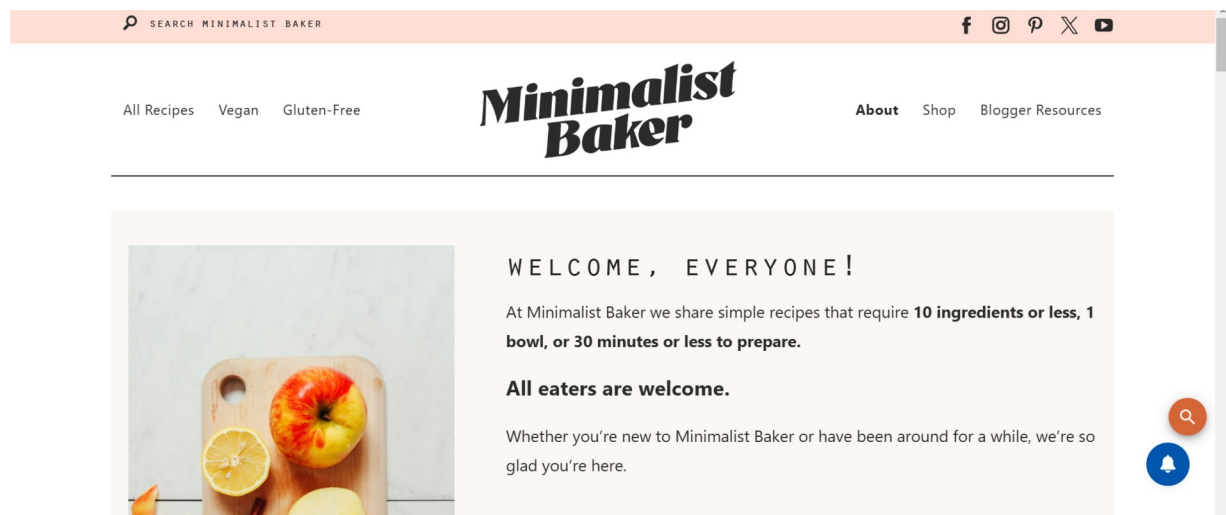 SEARCH MINIMALIST BAKER
All Recipes Vegan Gluten-Free
Minimalist
Baker
About Shop Blogger Resources
WELCOME, EVERYONE!
At Minimalist Baker we share simple recipes that require 10 ingredients or less, 1
bowl, or 30 minutes or less to prepare.
All eaters are welcome.
Whether you’re new to Minimalist Baker or have been around for a while, we’re so
glad you’re here.